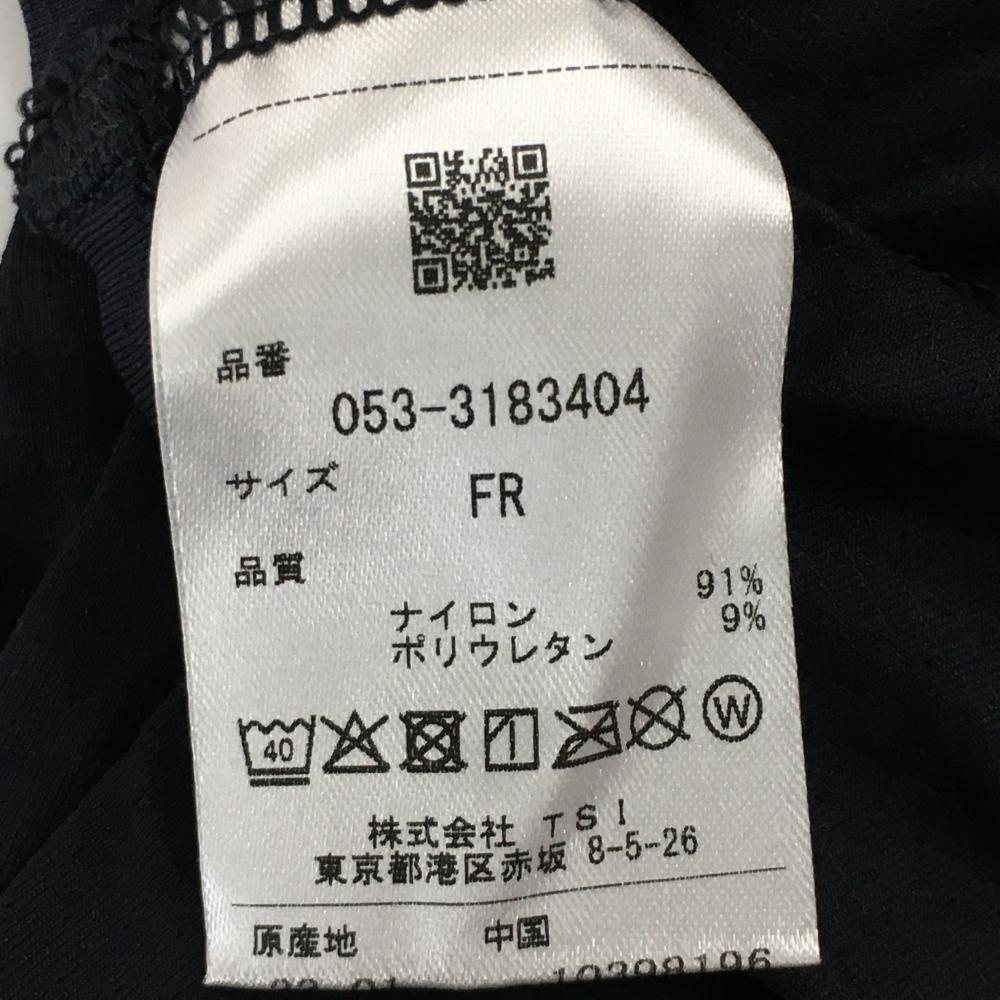 品番
053-3183404
サイズ FR
品質
ナイロン 91%
ポリウレタン 9%
40 W
株式会社 TSI
東京都港区赤坂 8-5-26
原産地 中国
10398196